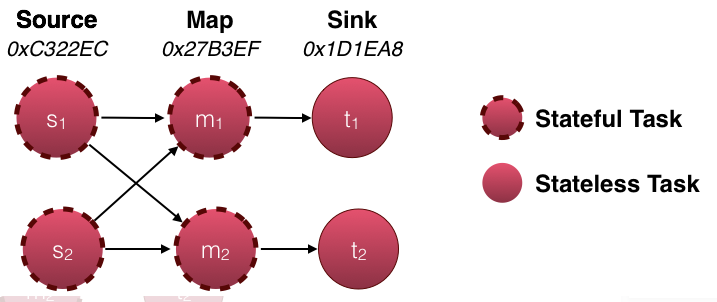 Source Map Sink
0xC322EC 0x27B3EF 0x1D1EA8
s1 m1 t1
Stateful Task
Stateless Task
s2 m2 t2